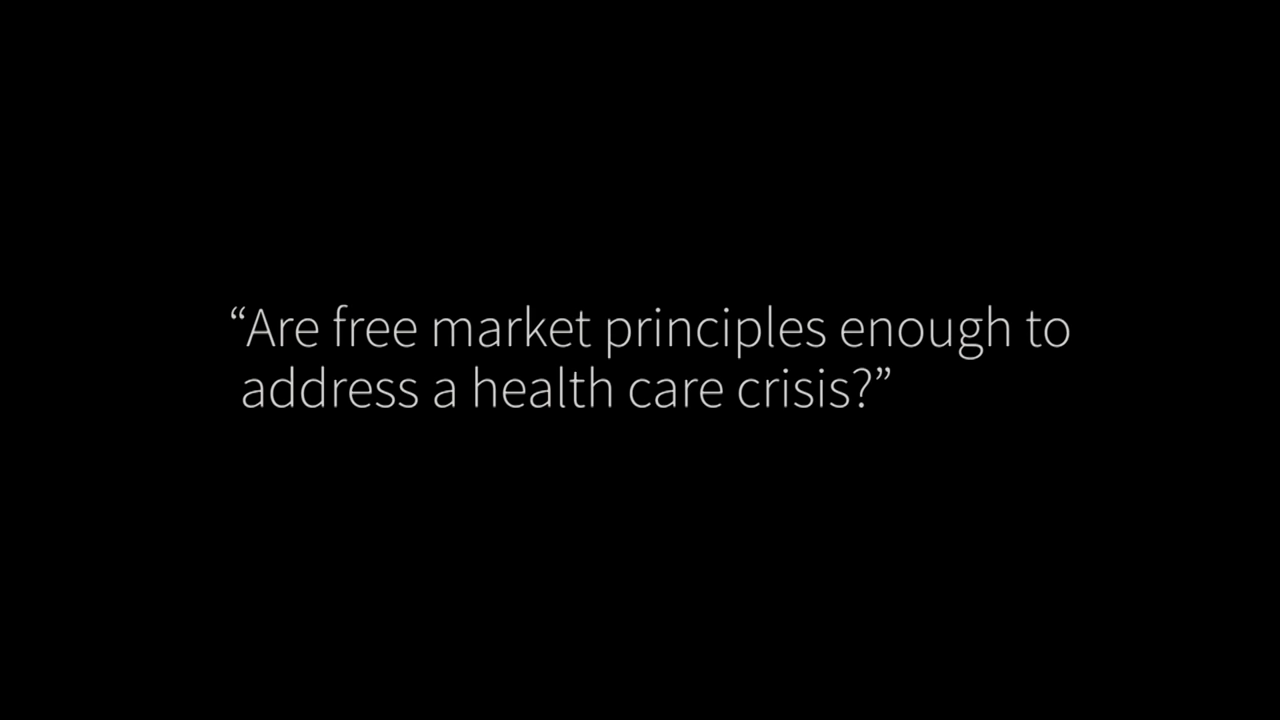 “Are free market principles enough to
address a health care crisis?”